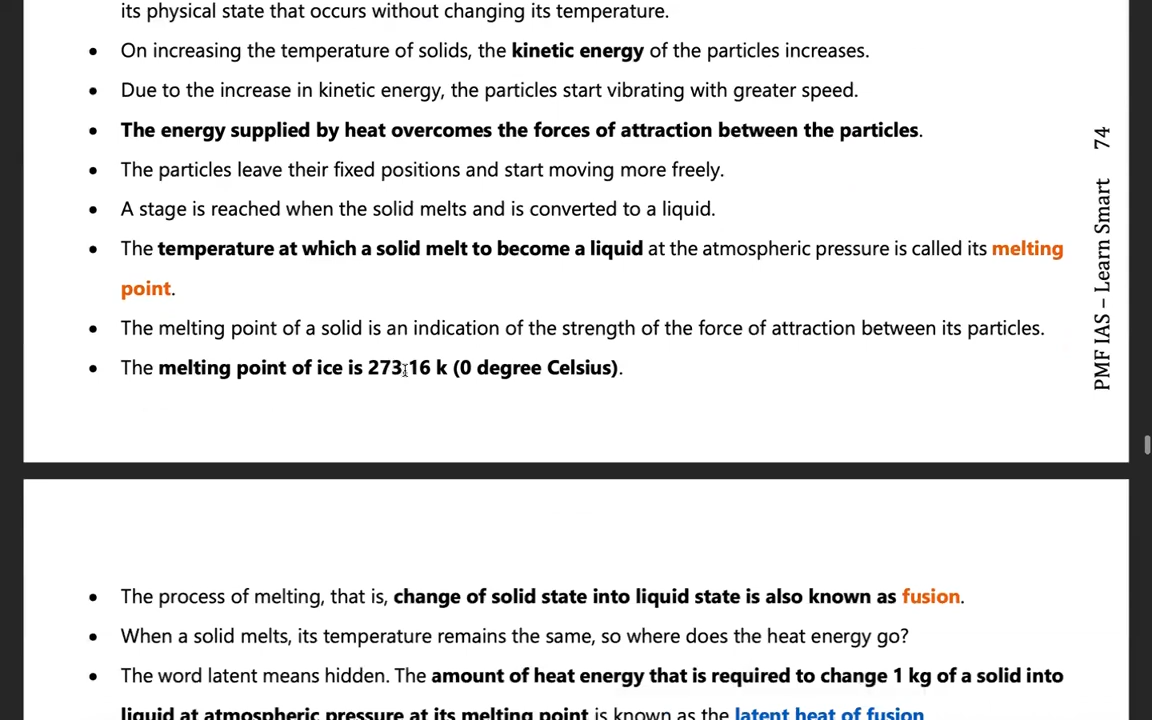 its physical state that occurs without changing its temperature.
• On increasing the temperature of solids, the kinetic energy of the particles increases.
• Due to the increase in kinetic energy, the particles start vibrating with greater speed.
• The energy supplied by heat overcomes the forces of attraction between the particles.
• The particles leave their fixed positions and start moving more freely.
• A stage is reached when the solid melts and is converted to a liquid.
• The temperature at which a solid melt to become a liquid at the atmospheric pressure is called its melting
point.
• The melting point of a solid is an indication of the strength of the force of attraction between its particles.
• The melting point of ice is 273.16 k (0 degree Celsius).
PMF IAS – Learn Smart 74
• The process of melting, that is, change of solid state into liquid state is also known as fusion.
• When a solid melts, its temperature remains the same, so where does the heat energy go?
• The word latent means hidden. The amount of heat energy that is required to change 1 kg of a solid into
liquid at atmospheric pressure at its melting point is known as the latent heat of fusion